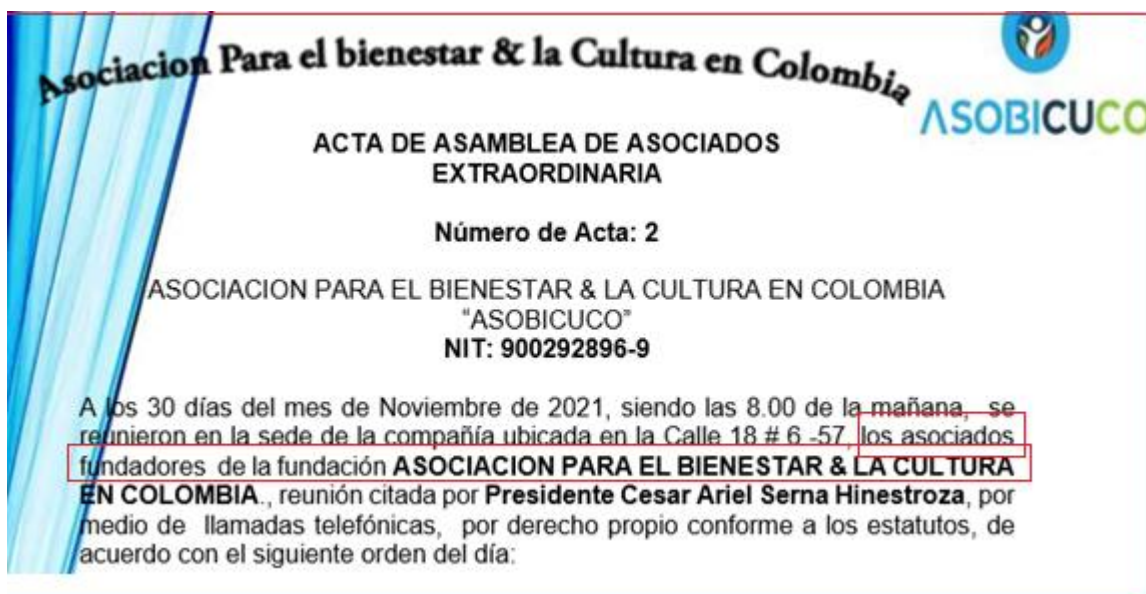 Asociacion Para el bienestar & la Cultura en Colombia
ASOBICUCO
ACTA DE ASAMBLEA DE ASOCIADOS
EXTRAORDINARIA
Número de Acta: 2
ASOCIACION PARA EL BIENESTAR & LA CULTURA EN COLOMBIA
“ASOBICUCO”
NIT: 900292896-9
A los 30 días del mes de Noviembre de 2021, siendo las 8.00 de la mañana, se
reunieron en la sede de la compañía ubicada en la Calle 18 # 6 -57, los asociados
fundadores de la fundación ASOCIACION PARA EL BIENESTAR & LA CULTURA
EN COLOMBIA., reunión citada por Presidente Cesar Ariel Serna Hinestroza, por
medio de llamadas telefónicas, por derecho propio conforme a los estatutos, de
acuerdo con el siguiente orden del día: